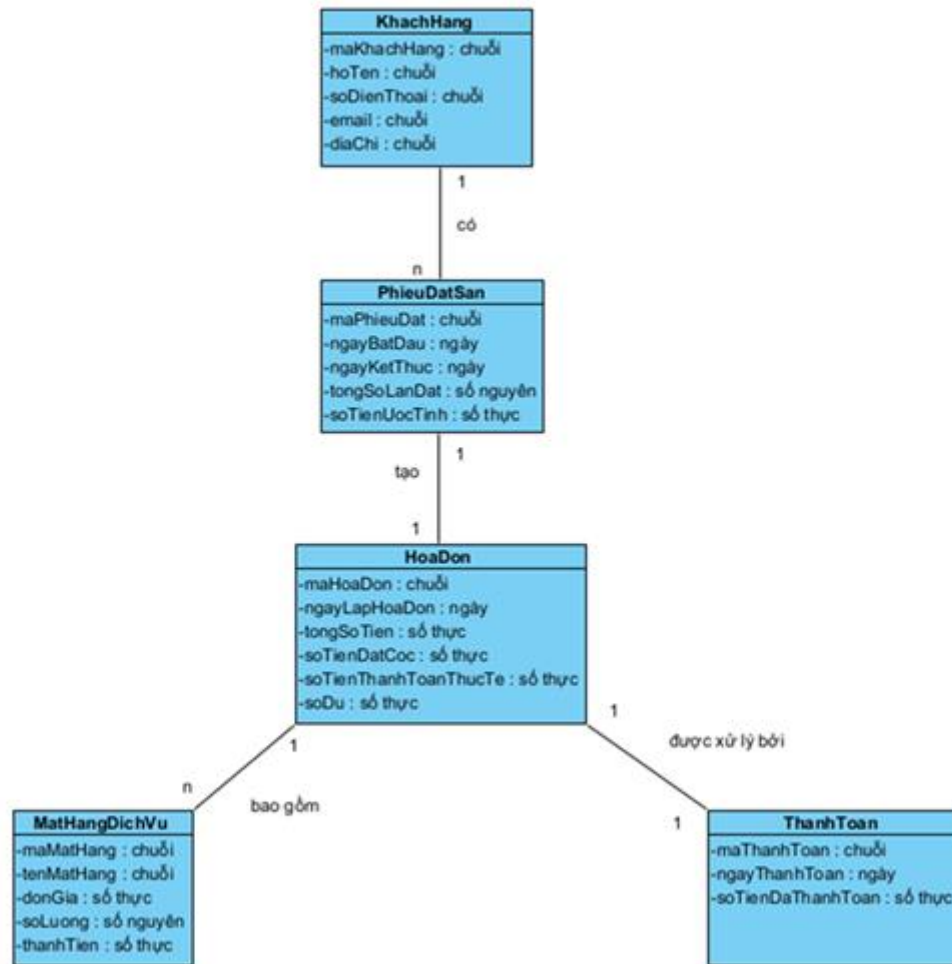 KhachHang
-maKhachHang : chuỗi
-hoTen : chuỗi
-soDienThoai : chuỗi
-email : chuỗi
-diaChi : chuỗi
1
có
n
PhieuDatSan
-maPhieuDat : chuỗi
-ngayBatDau : ngày
-ngayKetThuc : ngày
-tongSoLanDat : số nguyên
-soTienUocTinh : số thực
1
tạo
1
HoaDon
-maHoaDon : chuỗi
-ngayLapHoaDon : ngày
-tongSoTien : số thực
-soTienDatCoc : số thực
-soTienThanhToanThucTe : số thực
-soDu : số thực
1
n
bao gồm
MatHangDichVu
-maMatHang : chuỗi
-tenMatHang : chuỗi
-donGia : số thực
-soLuong : số nguyên
-thanhTien : số thực
1
được xử lý bởi
1
ThanhToan
-maThanhToan : chuỗi
-ngayThanhToan : ngày
-soTienDaThanhToan : số thực